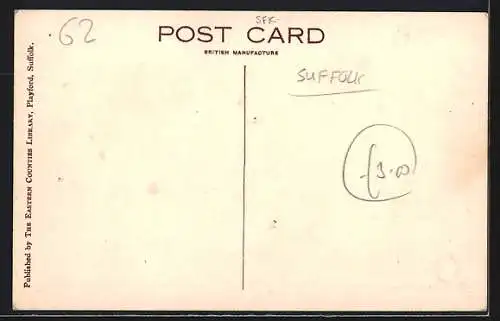 62
SFK
POST CARD
BRITISH MANUFACTURE
SUFFOLK
£3.00
Published by THE EASTERN COUNTIES LIBRARY, Playford, Suffolk.